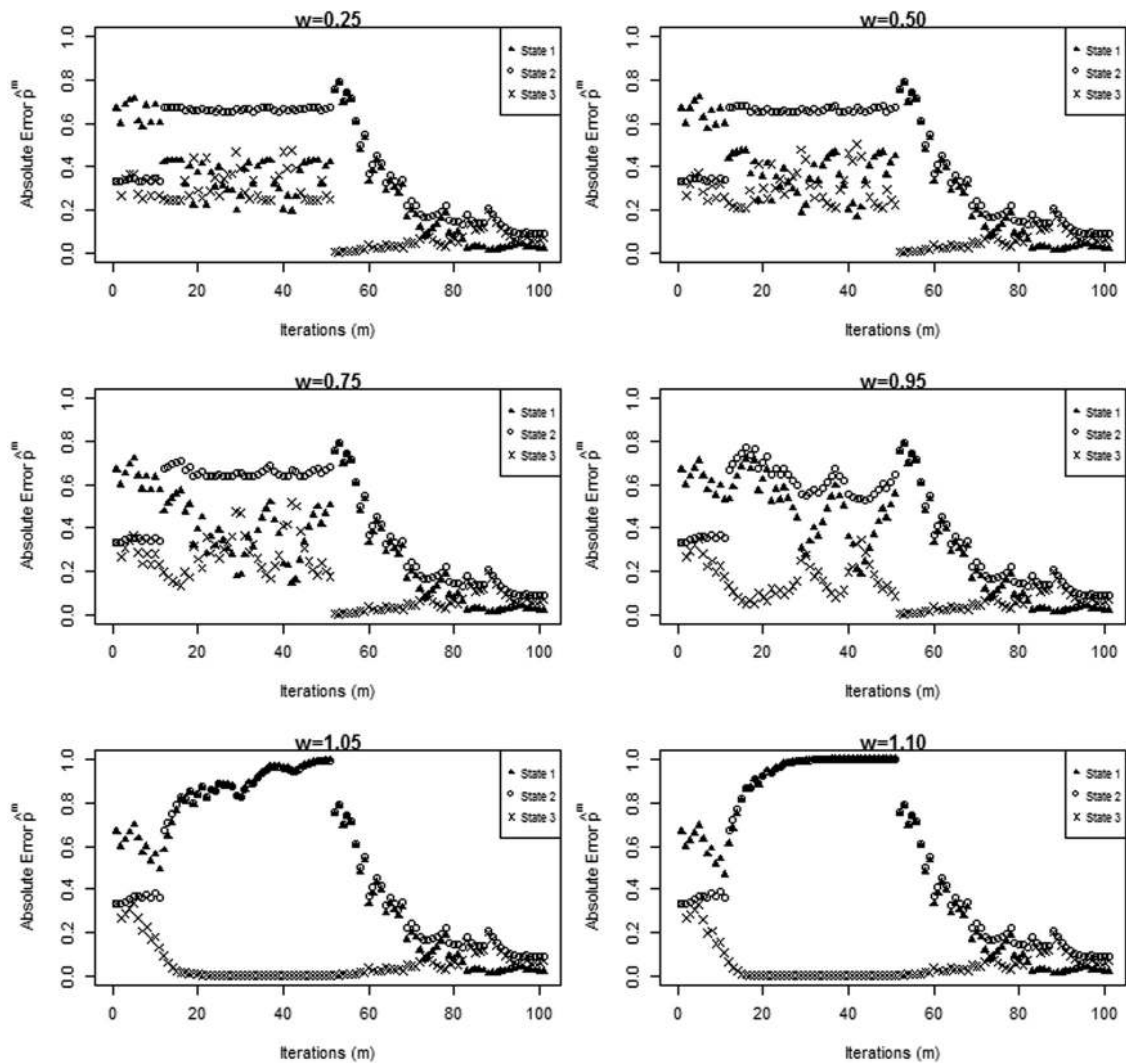 w=0.25
Absolute Error p̂^m
1.0
0.8
0.6
0.4
0.2
0.0
State 1
State 2
State 3
0 20 40 60 80 100
Iterations (m)
w=0.50
Absolute Error p̂^m
1.0
0.8
0.6
0.4
0.2
0.0
State 1
State 2
State 3
0 20 40 60 80 100
Iterations (m)
w=0.75
Absolute Error p̂^m
1.0
0.8
0.6
0.4
0.2
0.0
State 1
State 2
State 3
0 20 40 60 80 100
Iterations (m)
w=0.95
Absolute Error p̂^m
1.0
0.8
0.6
0.4
0.2
0.0
State 1
State 2
State 3
0 20 40 60 80 100
Iterations (m)
w=1.05
Absolute Error p̂^m
1.0
0.8
0.6
0.4
0.2
0.0
State 1
State 2
State 3
0 20 40 60 80 100
Iterations (m)
w=1.10
Absolute Error p̂^m
1.0
0.8
0.6
0.4
0.2
0.0
State 1
State 2
State 3
0 20 40 60 80 100
Iterations (m)